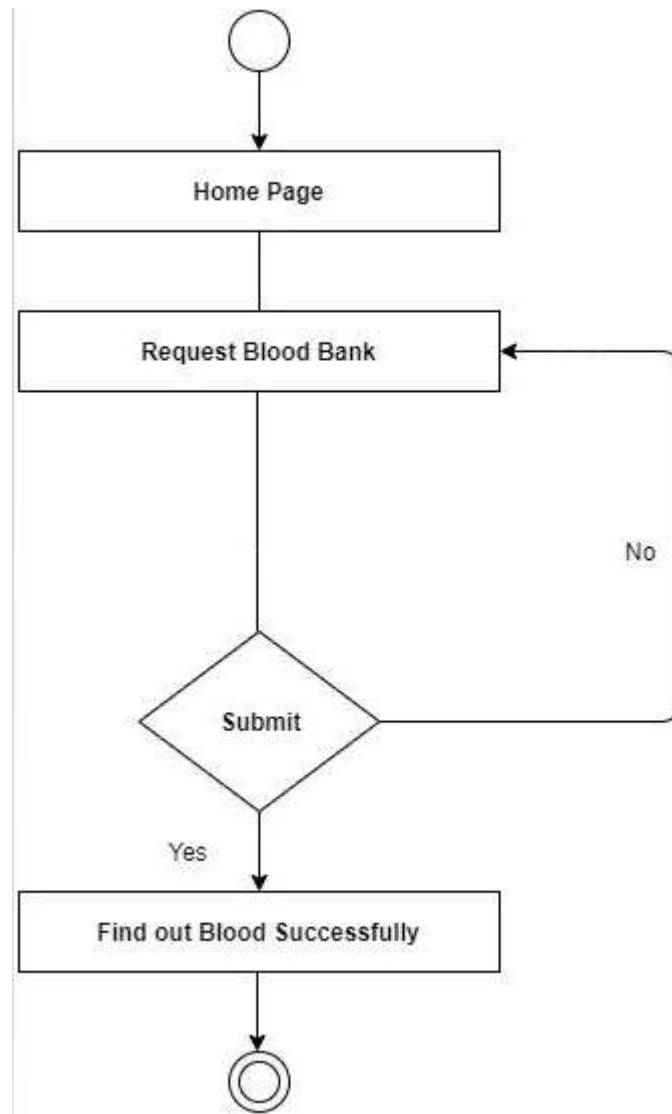 Home Page
Request Blood Bank
No
Submit
Yes
Find out Blood Successfully